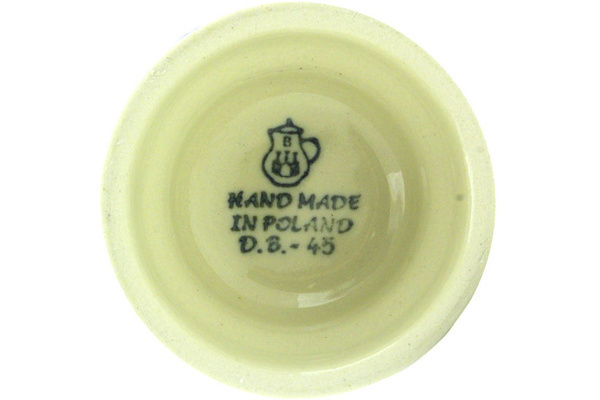 B
HAND MADE
IN POLAND
D.B.- 45